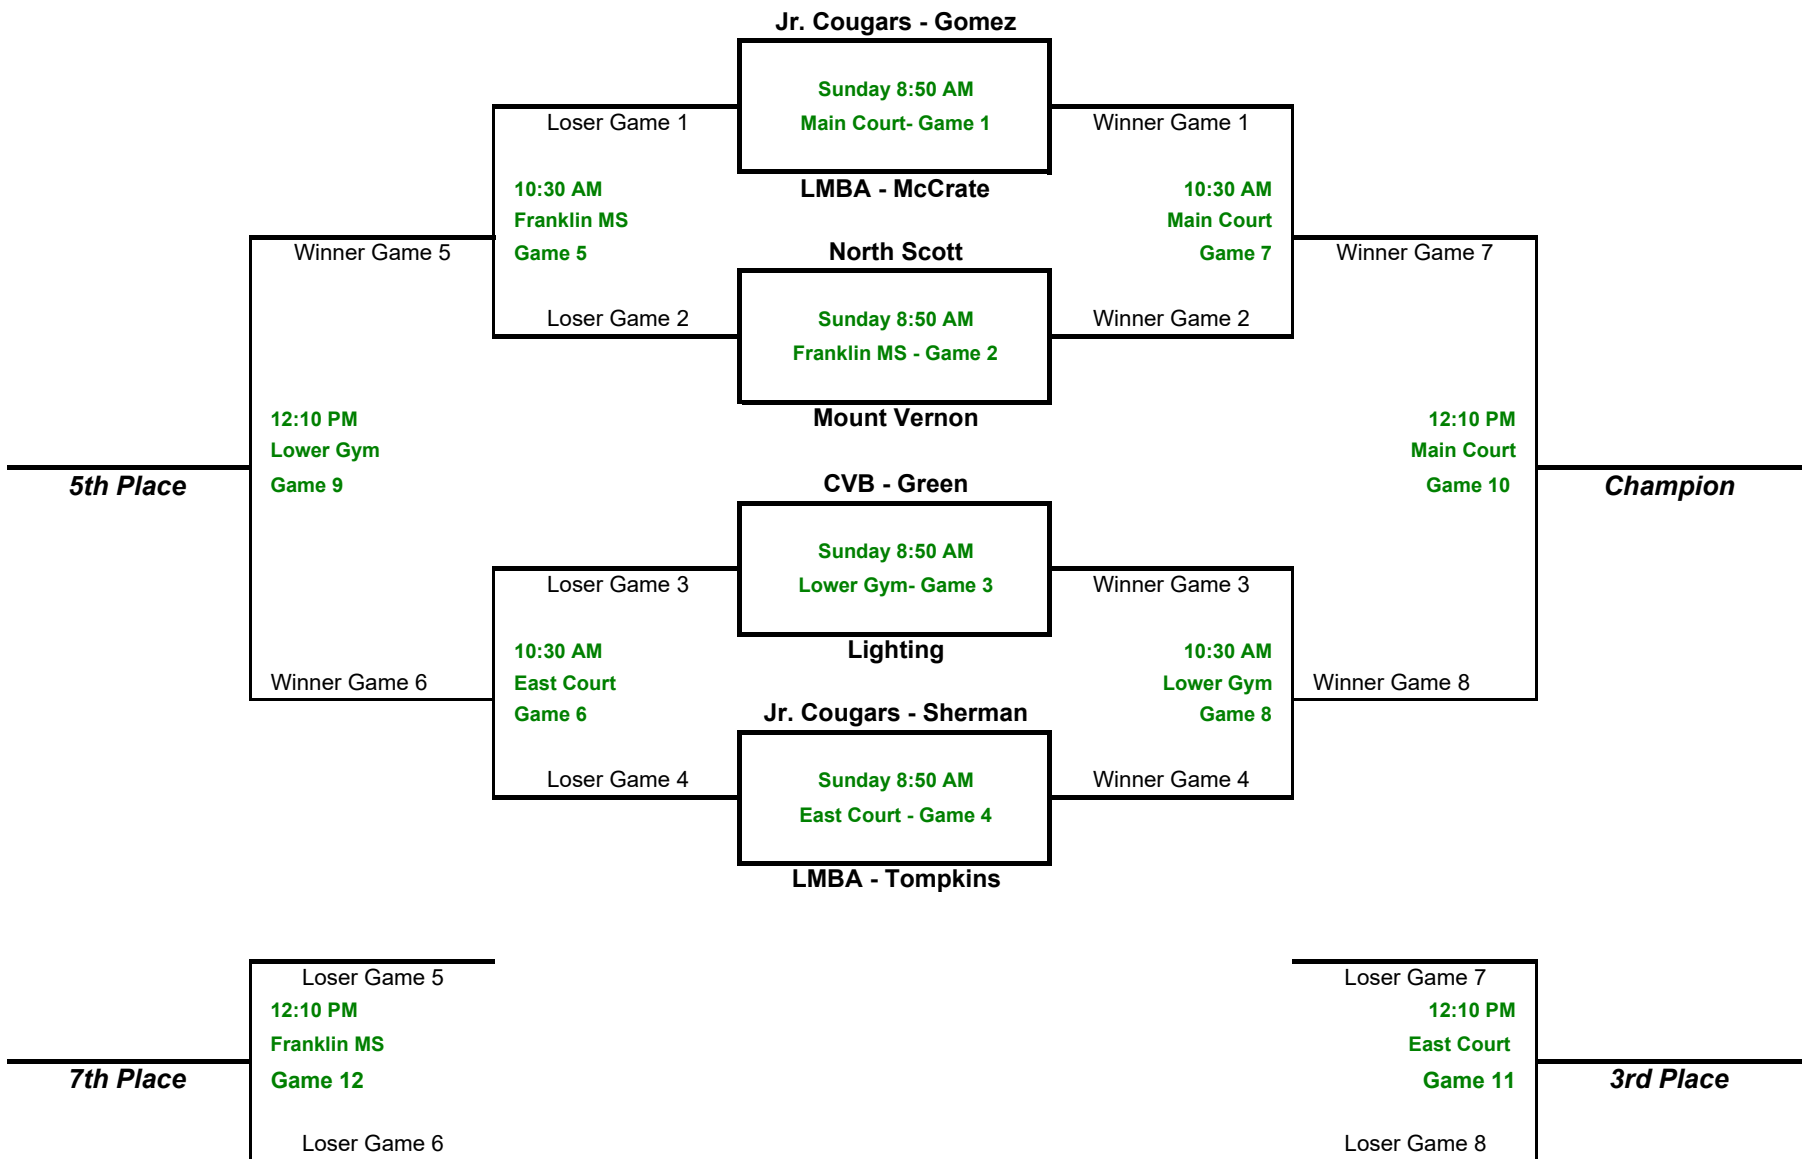 Jr. Cougars - Gomez
Sunday 8:50 AM
Main Court- Game 1
Loser Game 1
Winner Game 1
LMBA - McCrate
10:30 AM
Franklin MS
Game 5
10:30 AM
Main Court
Game 7
Winner Game 5
North Scott
Winner Game 7
Loser Game 2
Sunday 8:50 AM
Franklin MS - Game 2
Winner Game 2
Mount Vernon
12:10 PM
Lower Gym
Game 9
12:10 PM
Main Court
Game 10
5th Place
CVB - Green
Champion
Sunday 8:50 AM
Lower Gym- Game 3
Loser Game 3
Winner Game 3
Lighting
10:30 AM
East Court
Game 6
10:30 AM
Lower Gym
Game 8
Winner Game 6
Winner Game 8
Jr. Cougars - Sherman
Loser Game 4
Sunday 8:50 AM
East Court - Game 4
Winner Game 4
LMBA - Tompkins
Loser Game 5
12:10 PM
Franklin MS
Game 12
7th Place
Loser Game 6
Loser Game 7
12:10 PM
East Court
Game 11
3rd Place
Loser Game 8